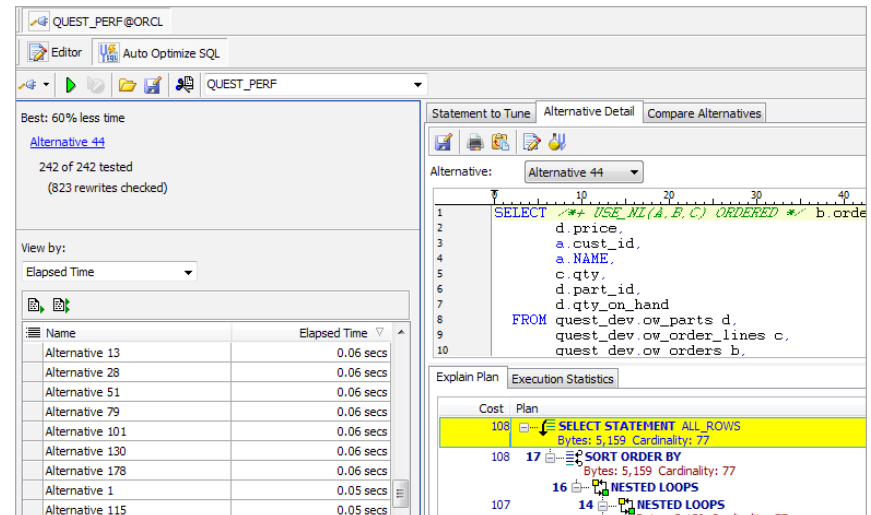 QUEST_PERF@ORCL
Editor Auto Optimize SQL
QUEST_PERF
Best: 60% less time
Alternative 44
242 of 242 tested
(823 rewrites checked)
View by:
Elapsed Time
Name Elapsed Time
Alternative 13 0.06 secs
Alternative 28 0.06 secs
Alternative 51 0.06 secs
Alternative 79 0.06 secs
Alternative 101 0.06 secs
Alternative 130 0.06 secs
Alternative 178 0.06 secs
Alternative 1 0.05 secs
Alternative 115 0.05 secs
Statement to Tune Alternative Detail Compare Alternatives
Alternative: Alternative 44
10 20 30 40
1 SELECT /*+ USE_NL(A,B,C) ORDERED */ b.orde
2 d.price,
3 a.cust_id,
4 a.NAME,
5 c.qty,
6 d.part_id,
7 d.qty_on_hand
8 FROM quest_dev.ow_parts d,
9 quest_dev.ow_order_lines c,
10 quest_dev.ow_orders b,
Explain Plan Execution Statistics
Cost Plan
108 SELECT STATEMENT ALL_ROWS
Bytes: 5,159 Cardinality: 77
108 17 SORT ORDER BY
Bytes: 5,159 Cardinality: 77
16 NESTED LOOPS
107 14 NESTED LOOPS